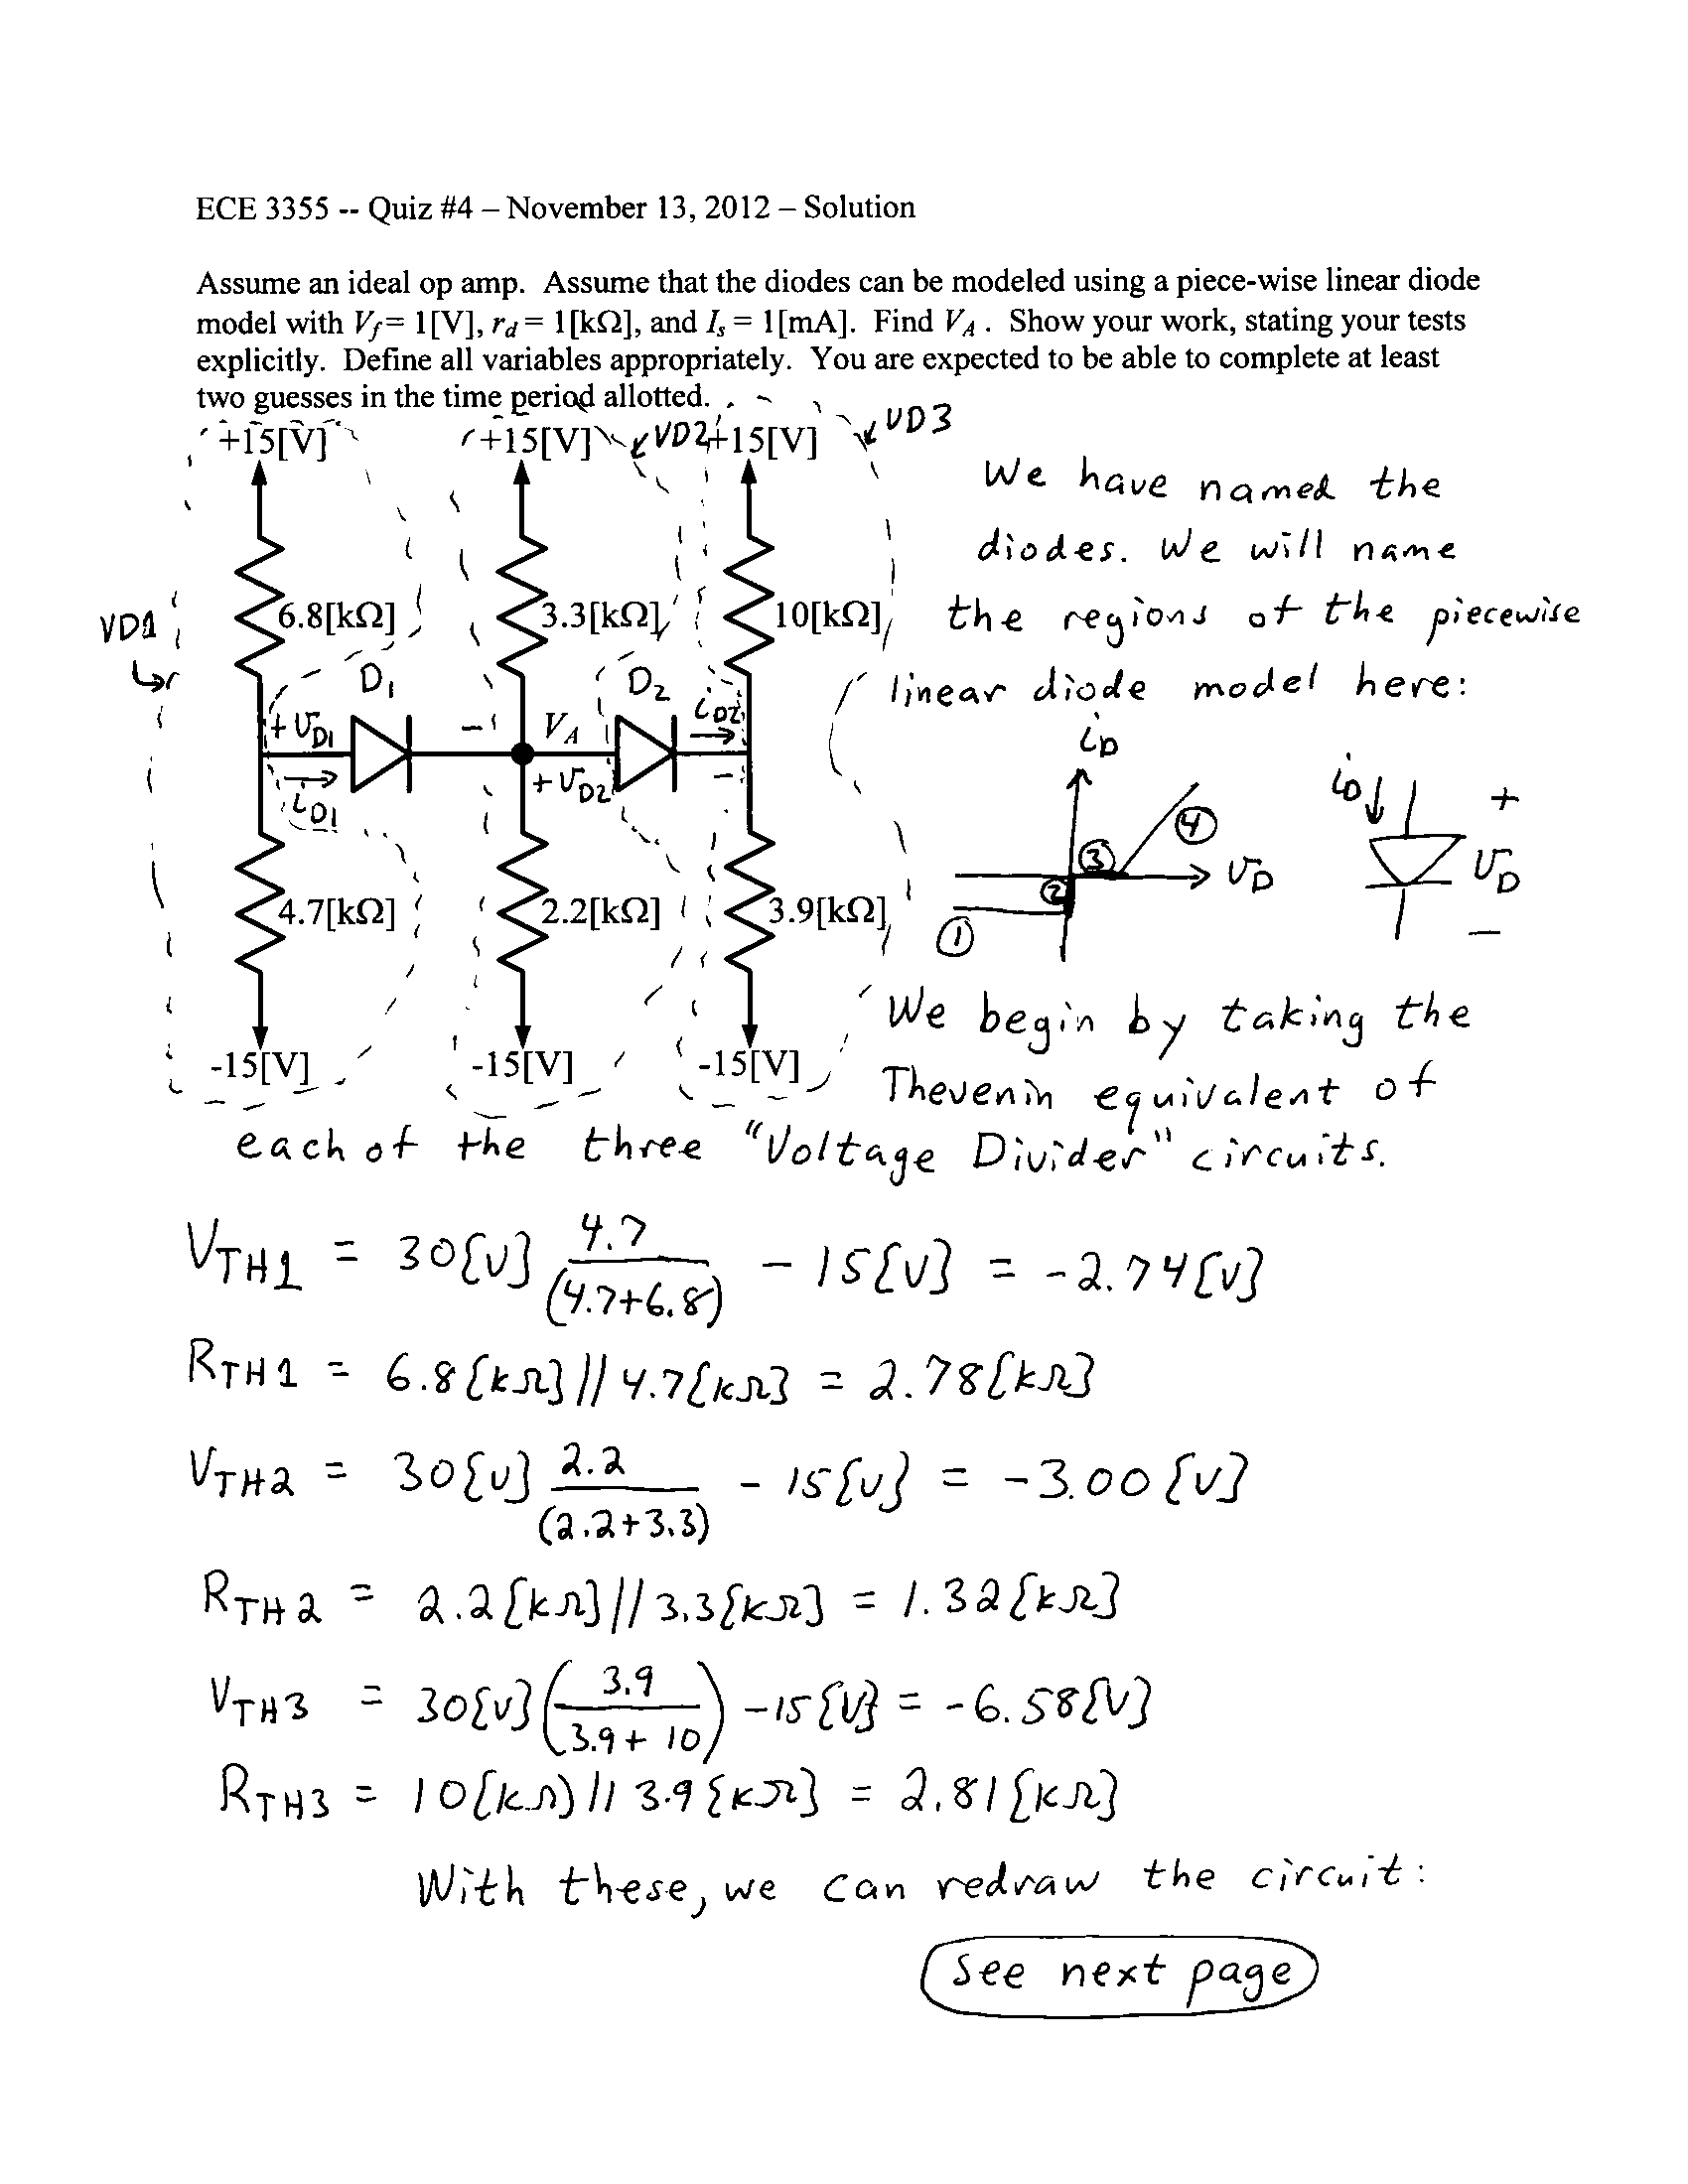 ECE 3355 -- Quiz #4 – November 13, 2012 – Solution
Assume an ideal op amp.  Assume that the diodes can be modeled using a piece-wise linear diode
model with Vf= 1[V], rd= 1[kΩ], and Is= 1[mA].  Find VA .  Show your work, stating your tests
explicitly.  Define all variables appropriately.  You are expected to be able to complete at least
two guesses in the time period allotted.
+15[V]
+15[V]
VD2
+15[V]
VD3
We have named the
diodes. We will name
the regions of the piecewise
linear diode model here:
VD1
6.8[kΩ]
3.3[kΩ]
10[kΩ]
D1
D2
iD2
+ vD1 -
VA
iD1
+ vD2 -
4.7[kΩ]
2.2[kΩ]
3.9[kΩ]
-15[V]
-15[V]
-15[V]
iD
4
3
2
1
vD
iD
+
vD
-
We begin by taking the
Thevenin equivalent of
each of the three "Voltage Divider" circuits.
VTH1 = 30[V] 4.7/(4.7+6.8) - 15[V] = -2.74[V]
RTH1 = 6.8[kΩ]//4.7[kΩ] = 2.78[kΩ]
VTH2 = 30[V] 2.2/(2.2+3.3) - 15[V] = -3.00[V]
RTH2 = 2.2[kΩ]//3.3[kΩ] = 1.32[kΩ]
VTH3 = 30[V](3.9/3.9+10) -15[V] = -6.58[V]
RTH3 = 10[kΩ]//3.9[kΩ] = 2.81[kΩ]
With these, we can redraw the circuit:
See next page